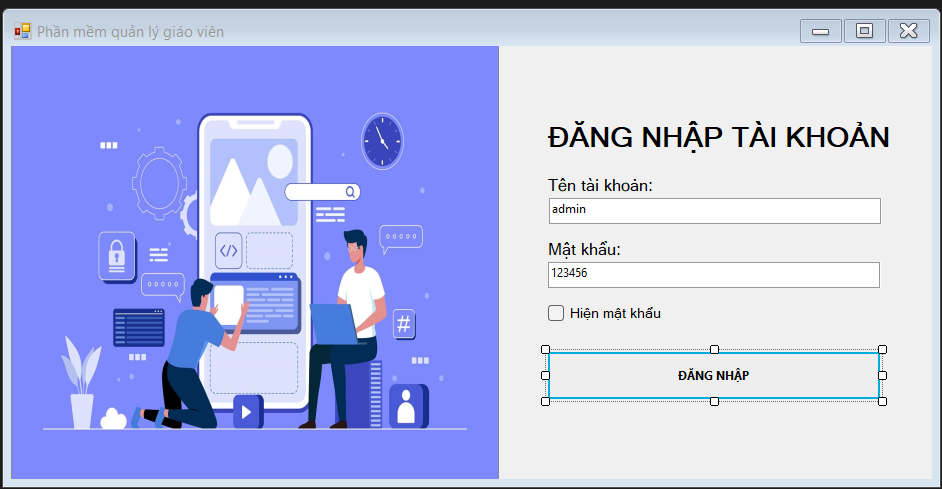 Phần mềm quản lý giáo viên
ĐĂNG NHẬP TÀI KHOẢN
Tên tài khoản:
admin
Mật khẩu:
123456
Hiện mật khẩu
ĐĂNG NHẬP
</>
#